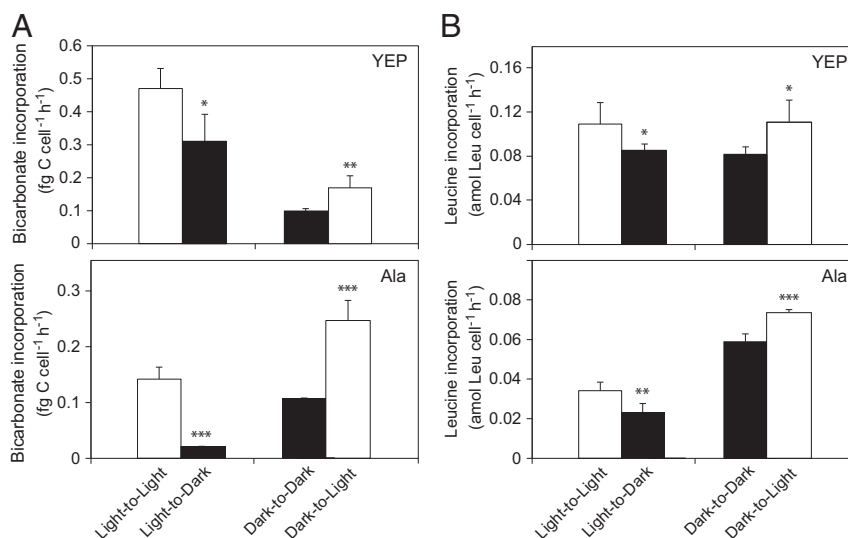 A
B
Bicarbonate incorporation
(fg C cell⁻¹ h⁻¹)
0.6
0.5
0.4
0.3
0.2
0.1
0
YEP
*
**
Leucine incorporation
(amol Leu cell⁻¹ h⁻¹)
0.16
0.12
0.08
0.04
0
YEP
*
*
Bicarbonate incorporation
(fg C cell⁻¹ h⁻¹)
0.3
0.2
0.1
0
Ala
***
***
Light-to-Light
Light-to-Dark
Dark-to-Dark
Dark-to-Light
Leucine incorporation
(amol Leu cell⁻¹ h⁻¹)
0.08
0.06
0.04
0.02
0
Ala
**
***
Light-to-Light
Light-to-Dark
Dark-to-Dark
Dark-to-Light